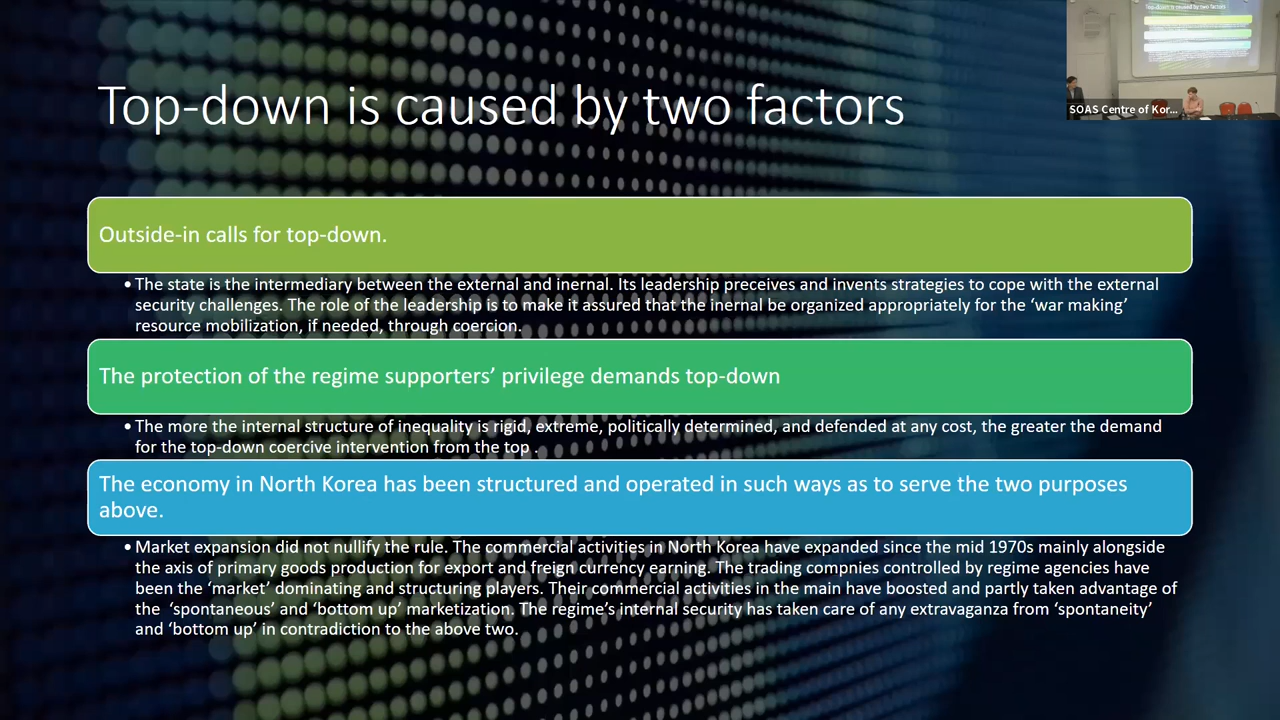 Top-down is caused by two factors
SOAS Centre of Kor...
Outside-in calls for top-down.
• The state is the intermediary between the external and inernal. Its leadership preceives and invents strategies to cope with the external
security challenges. The role of the leadership is to make it assured that the inernal be organized appropriately for the ‘war making’
resource mobilization, if needed, through coercion.
The protection of the regime supporters’ privilege demands top-down
• The more the internal structure of inequality is rigid, extreme, politically determined, and defended at any cost, the greater the demand
for the top-down coercive intervention from the top .
The economy in North Korea has been structured and operated in such ways as to serve the two purposes
above.
• Market expansion did not nullify the rule. The commercial activities in North Korea have expanded since the mid 1970s mainly alongside
the axis of primary goods production for export and freign currency earning. The trading compnies controlled by regime agencies have
been the ‘market’ dominating and structuring players. Their commercial activities in the main have boosted and partly taken advantage of
the ‘spontaneous’ and ‘bottom up’ marketization. The regime’s internal security has taken care of any extravaganza from ‘spontaneity’
and ‘bottom up’ in contradiction to the above two.